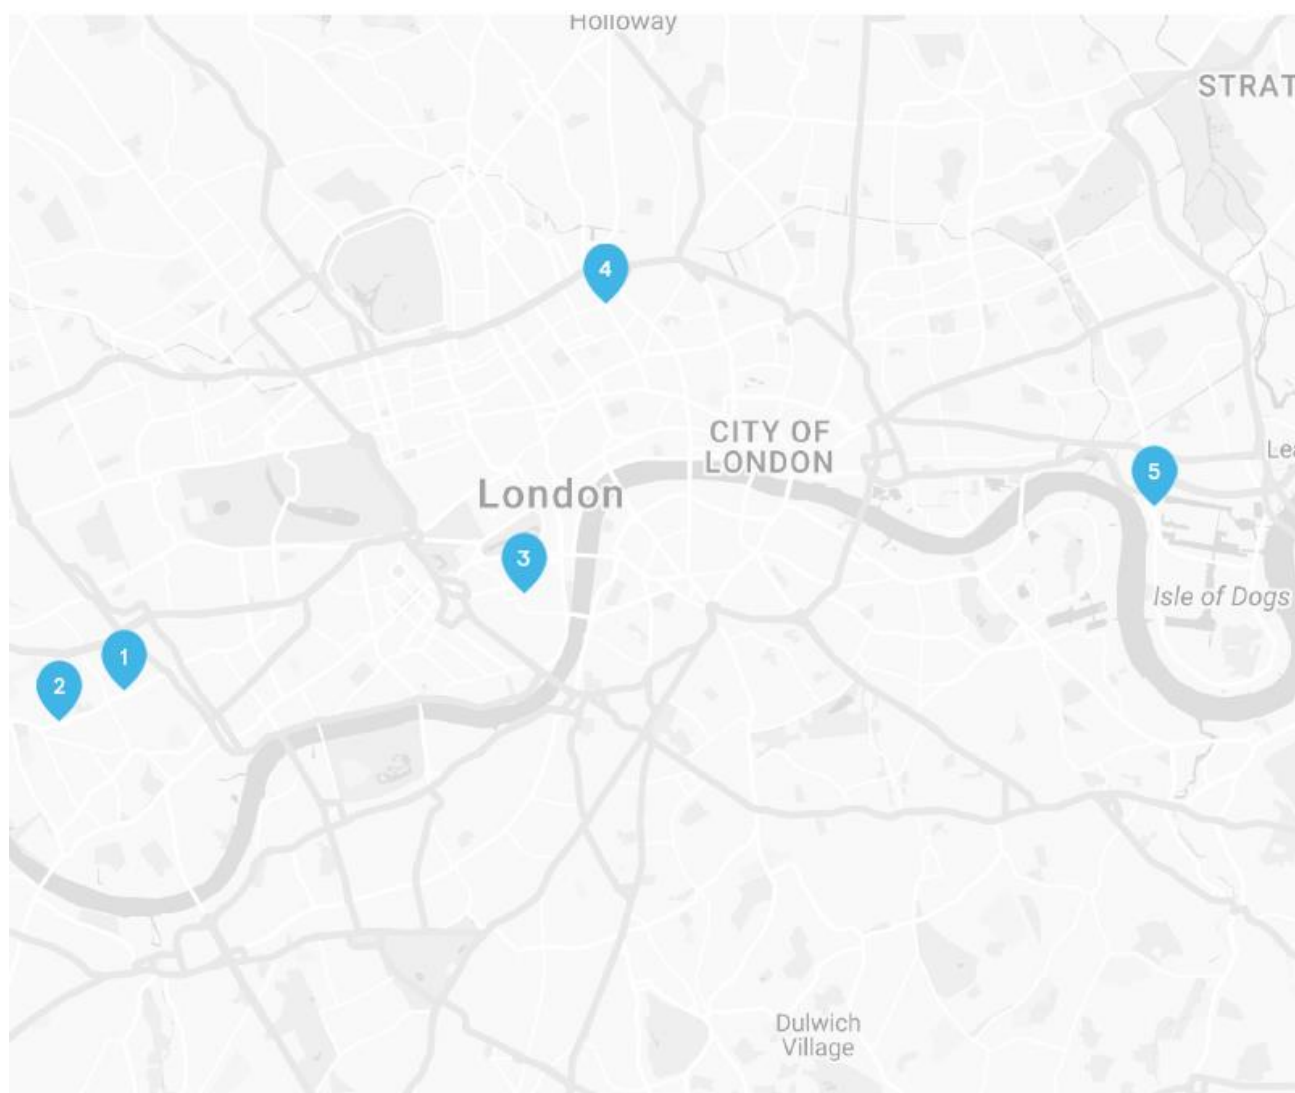 Holloway
STRAT
4
CITY OF
LONDON
Lea
5
London
3
Isle of Dogs
1
2
Dulwich
Village